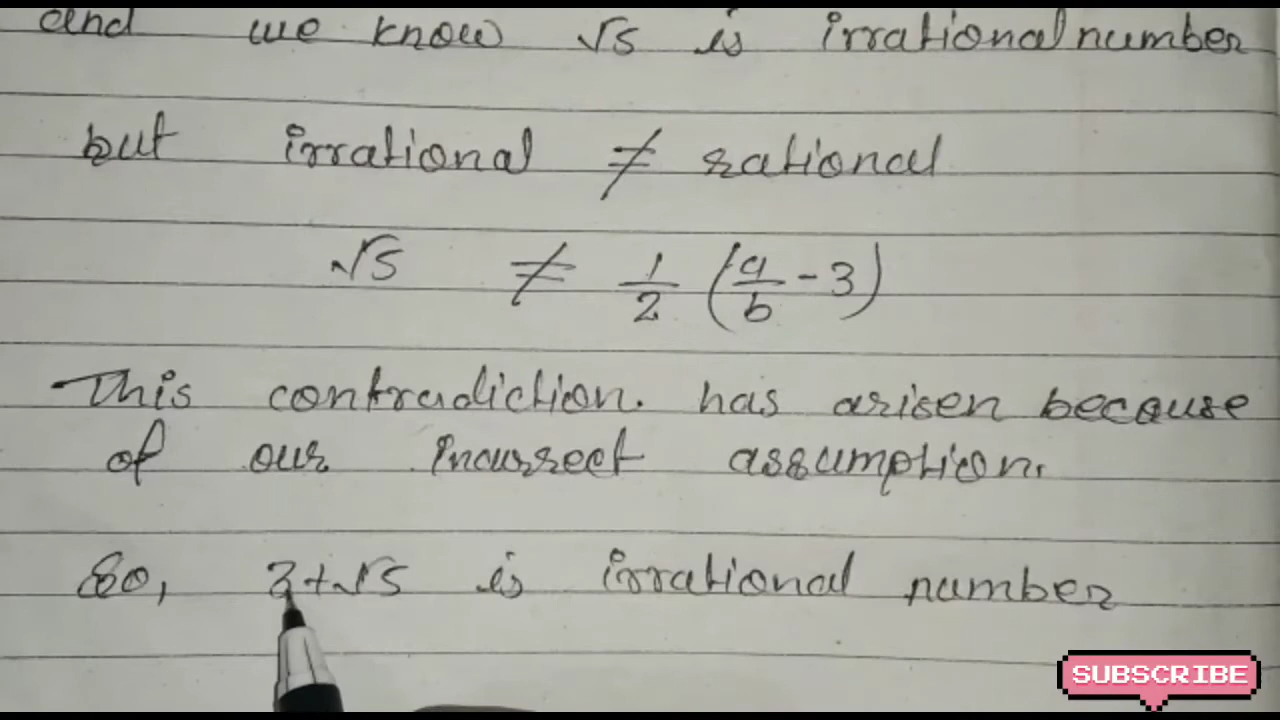 and we know √5 is irrational number
but irrational ≠ rational
√5 ≠ 1/2 (a/b - 3)
This contradiction. has arisen because
of our incurrect assumption.
So, 3+√5 is irrational number
SUBSCRIBE